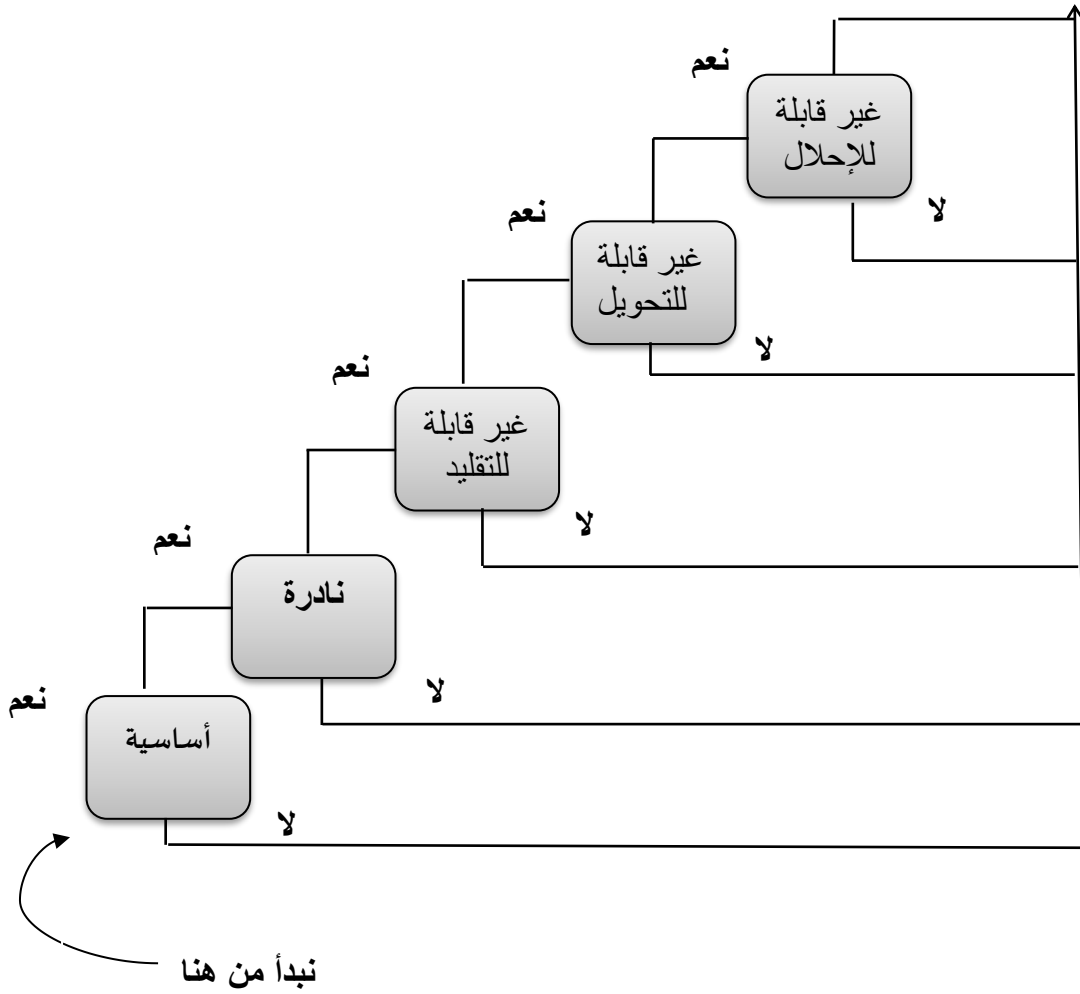 نعم
غير قابلة
للإحلال
لا
نعم
غير قابلة
للتحويل
لا
نعم
غير قابلة
للتقليد
لا
نعم
نادرة
لا
نعم
أساسية
لا
نبدأ من هنا